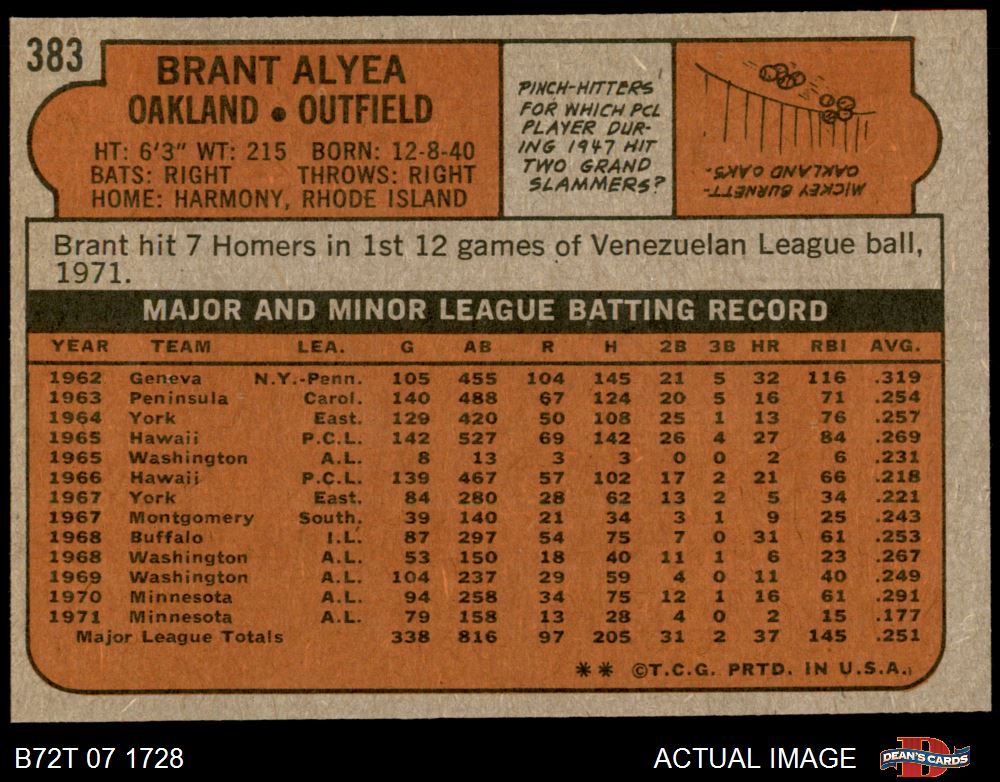 383
BRANT ALYEA
OAKLAND • OUTFIELD
HT: 6'3" WT: 215 BORN: 12-8-40
BATS: RIGHT THROWS: RIGHT
HOME: HARMONY, RHODE ISLAND
PINCH-HITTERS
FOR WHICH PCL
PLAYER DUR-
ING 1947 HIT
TWO GRAND
SLAMMERS?
MICKEY BURNETT-
OAKLAND OAKS.
Brant hit 7 Homers in 1st 12 games of Venezuelan League ball,
1971.
MAJOR AND MINOR LEAGUE BATTING RECORD
YEAR TEAM LEA. G AB R H 2B 3B HR RBI AVG.
1962 Geneva N.Y.-Penn. 105 455 104 145 21 5 32 116 .319
1963 Peninsula Carol. 140 488 67 124 20 5 16 71 .254
1964 York East. 129 420 50 108 25 1 13 76 .257
1965 Hawaii P.C.L. 142 527 69 142 26 4 27 84 .269
1965 Washington A.L. 8 13 3 3 0 0 2 6 .231
1966 Hawaii P.C.L. 139 467 57 102 17 2 21 66 .218
1967 York East. 84 280 28 62 13 2 5 34 .221
1967 Montgomery South. 39 140 21 34 3 1 9 25 .243
1968 Buffalo I.L. 87 297 54 75 7 0 31 61 .253
1968 Washington A.L. 53 150 18 40 11 1 6 23 .267
1969 Washington A.L. 104 237 29 59 4 0 11 40 .249
1970 Minnesota A.L. 94 258 34 75 12 1 16 61 .291
1971 Minnesota A.L. 79 158 13 28 4 0 2 15 .177
Major League Totals 338 816 97 205 31 2 37 145 .251
** ©T.C.G. PRTD. IN U.S.A.
B72T 07 1728
ACTUAL IMAGE
D
DEAN'S CARDS